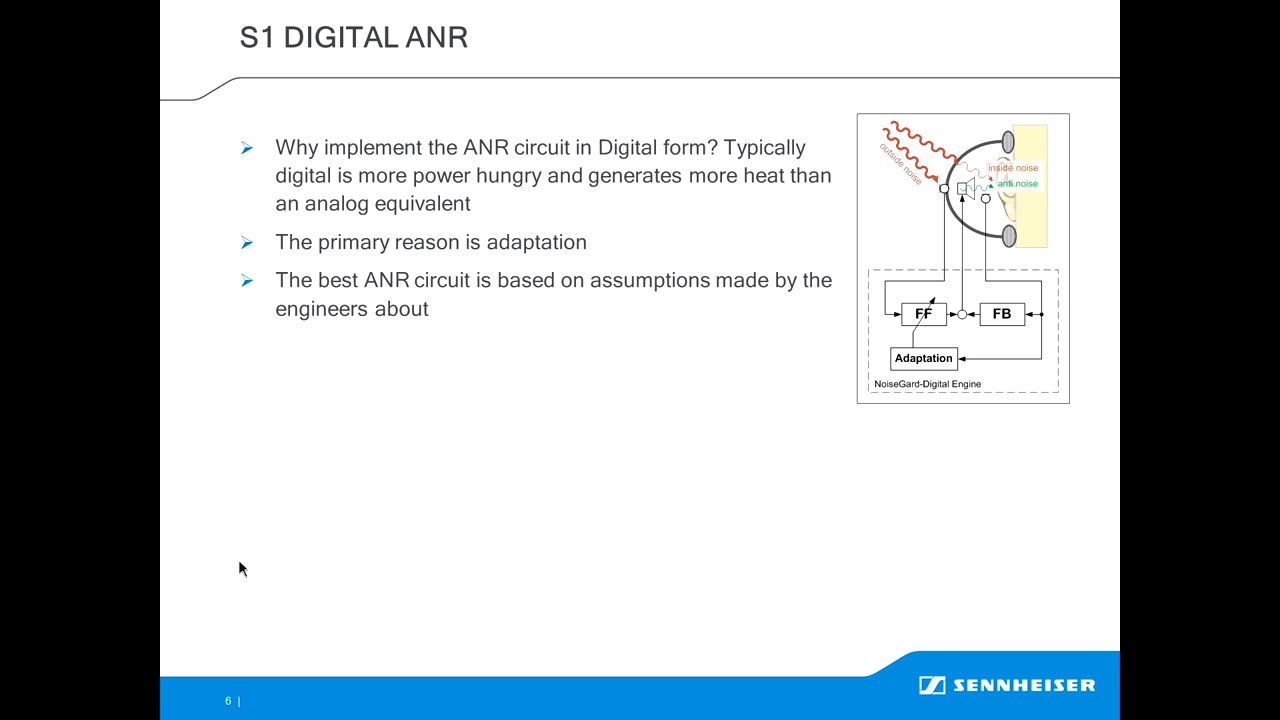 S1 DIGITAL ANR
Why implement the ANR circuit in Digital form? Typically
digital is more power hungry and generates more heat than
an analog equivalent
The primary reason is adaptation
The best ANR circuit is based on assumptions made by the
engineers about
outside noise
inside noise
anti noise
FF
FB
Adaptation
NoiseGard-Digital Engine
6 |
SENNHEISER